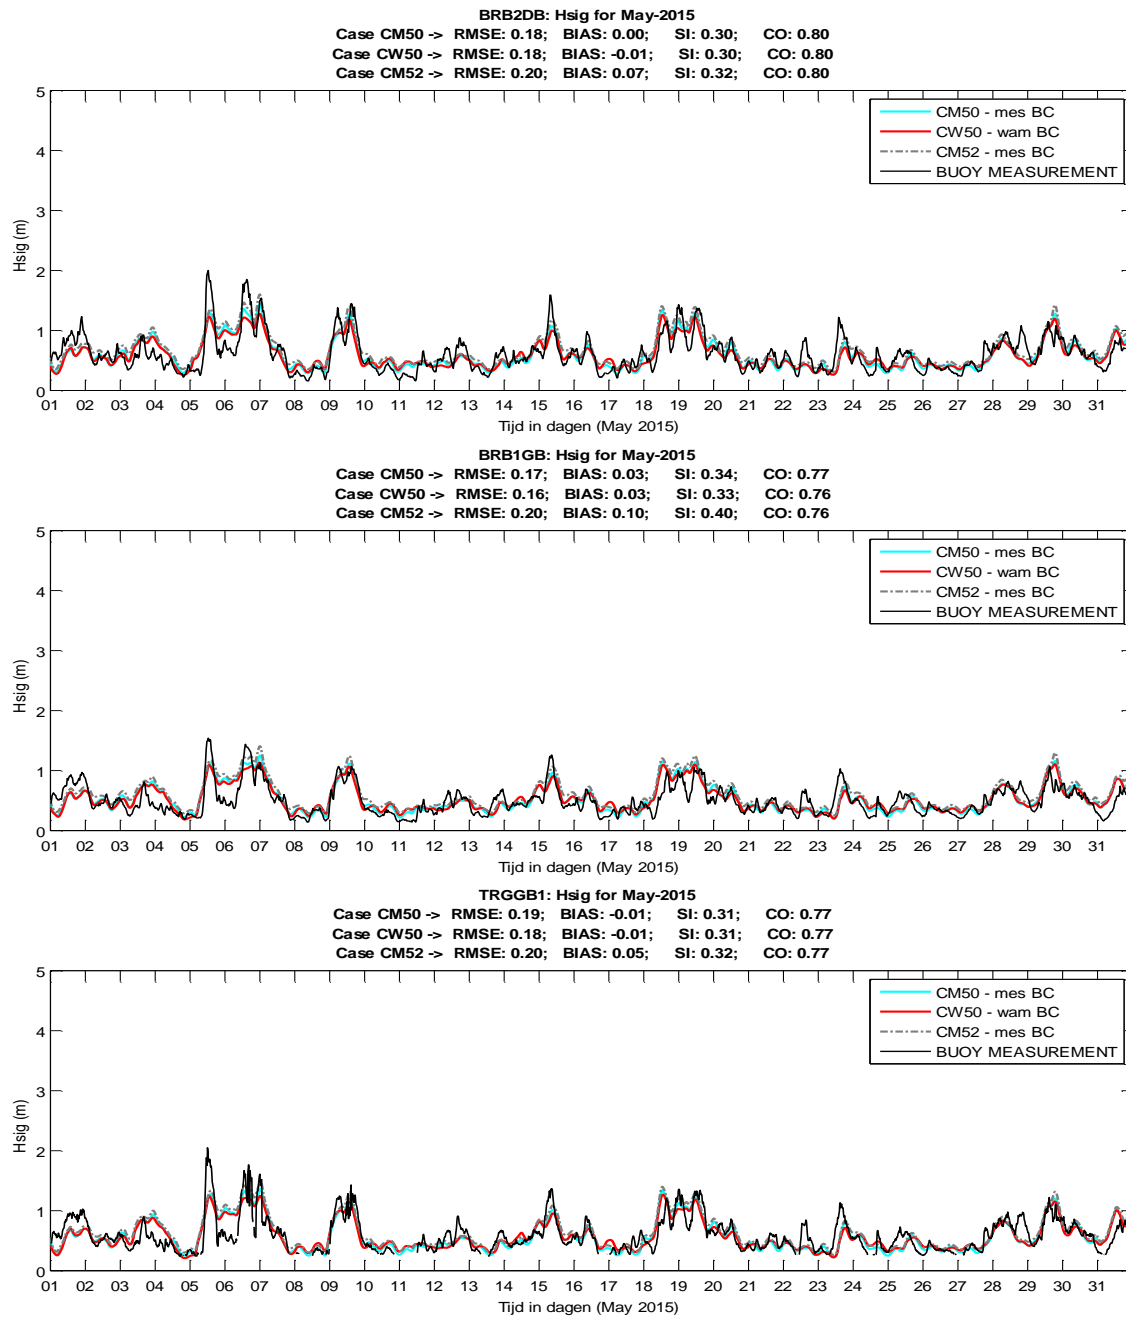 BRB2DB: Hsig for May-2015
Case CM50 -> RMSE: 0.18; BIAS: 0.00; SI: 0.30; CO: 0.80
Case CW50 -> RMSE: 0.18; BIAS: -0.01; SI: 0.30; CO: 0.80
Case CM52 -> RMSE: 0.20; BIAS: 0.07; SI: 0.32; CO: 0.80
5
4
3
2
1
0
Hsig (m)
CM50 - mes BC
CW50 - wam BC
CM52 - mes BC
BUOY MEASUREMENT
01 02 03 04 05 06 07 08 09 10 11 12 13 14 15 16 17 18 19 20 21 22 23 24 25 26 27 28 29 30 31
Tijd in dagen (May 2015)
BRB1GB: Hsig for May-2015
Case CM50 -> RMSE: 0.17; BIAS: 0.03; SI: 0.34; CO: 0.77
Case CW50 -> RMSE: 0.16; BIAS: 0.03; SI: 0.33; CO: 0.76
Case CM52 -> RMSE: 0.20; BIAS: 0.10; SI: 0.40; CO: 0.76
5
4
3
2
1
0
Hsig (m)
CM50 - mes BC
CW50 - wam BC
CM52 - mes BC
BUOY MEASUREMENT
01 02 03 04 05 06 07 08 09 10 11 12 13 14 15 16 17 18 19 20 21 22 23 24 25 26 27 28 29 30 31
Tijd in dagen (May 2015)
TRGGB1: Hsig for May-2015
Case CM50 -> RMSE: 0.19; BIAS: -0.01; SI: 0.31; CO: 0.77
Case CW50 -> RMSE: 0.18; BIAS: -0.01; SI: 0.31; CO: 0.77
Case CM52 -> RMSE: 0.20; BIAS: 0.05; SI: 0.32; CO: 0.77
5
4
3
2
1
0
Hsig (m)
CM50 - mes BC
CW50 - wam BC
CM52 - mes BC
BUOY MEASUREMENT
01 02 03 04 05 06 07 08 09 10 11 12 13 14 15 16 17 18 19 20 21 22 23 24 25 26 27 28 29 30 31
Tijd in dagen (May 2015)